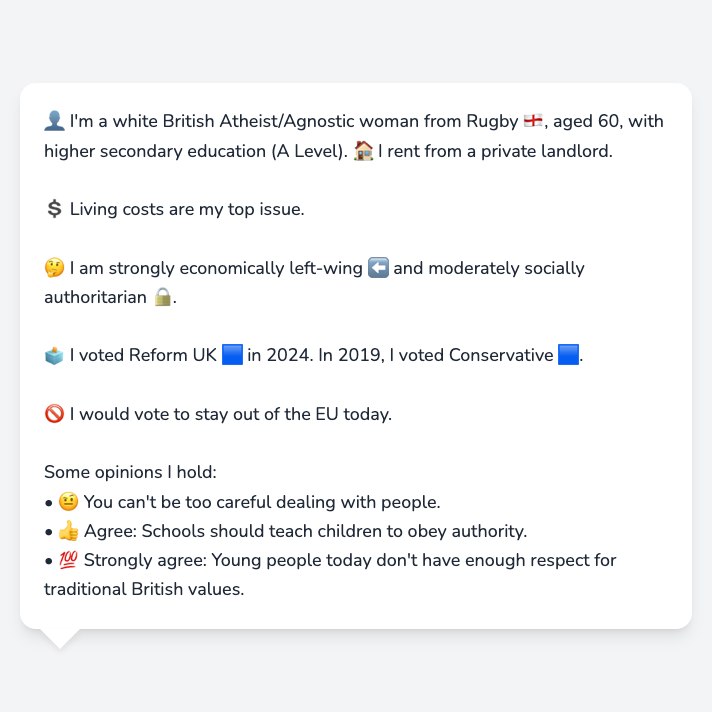 👤 I'm a white British Atheist/Agnostic woman from Rugby 🏴󠁧󠁢󠁥󠁮󠁧󠁿, aged 60, with
higher secondary education (A Level). 🏠 I rent from a private landlord.
💲 Living costs are my top issue.
🤔 I am strongly economically left-wing ⬅️ and moderately socially
authoritarian 🔒.
🗳️ I voted Reform UK 🟦 in 2024. In 2019, I voted Conservative 🟦.
🚫 I would vote to stay out of the EU today.
Some opinions I hold:
• 🤨 You can't be too careful dealing with people.
• 👍 Agree: Schools should teach children to obey authority.
• 💯 Strongly agree: Young people today don't have enough respect for
traditional British values.